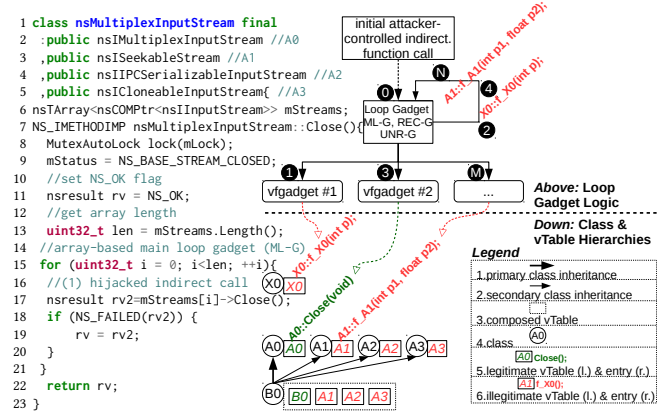 1 class nsMultiplexInputStream final
2 :public nsIMultiplexInputStream //A0
3 ,public nsISeekableStream //A1
4 ,public nsIIPCSerializableInputStream //A2
5 ,public nsICloneableInputStream{ //A3
6 nsTArray<nsCOMPtr<nsIInputStream>> mStreams;
7 NS_IMETHODIMP nsMultiplexInputStream::Close(){
8 MutexAutoLock lock(mLock);
9 mStatus = NS_BASE_STREAM_CLOSED;
10 //set NS_OK flag
11 nsresult rv = NS_OK;
12 //get array length
13 uint32_t len = mStreams.Length();
14 //array-based main loop gadget (ML-G)
15 for (uint32_t i = 0; i<len; ++i){
16 //(1) hijacked indirect call
17 nsresult rv2=mStreams[i]->Close();
18 if (NS_FAILED(rv2)) {
19 rv = rv2;
20 }
21 }
22 return rv;
23 }
initial attacker-
controlled indirect.
function call
N
A1::f_A1(int p1, float p2);
0
4
X0::f_X0(int p);
Loop Gadget
ML-G, REC-G
UNR-G
2
1
3
M
vfgadget #1
vfgadget #2
...
Above: Loop
Gadget Logic
Down: Class &
vTable Hierarchies
X0::f_X0(int p);
A0::Close(void)
A1::f_A1(int p1, float p2);
X0 X0
A0 A0 A1 A1 A2 A2 A3 A3
B0 B0 A1 A2 A3
Legend
1.primary class inheritance
2.secondary class inheritance
3.composed vTable
A0
4.class
A0 Close();
5.legitimate vTable (l.) & entry (r.)
A1 f_X0();
6.illegitimate vTable (l.) & entry (r.)